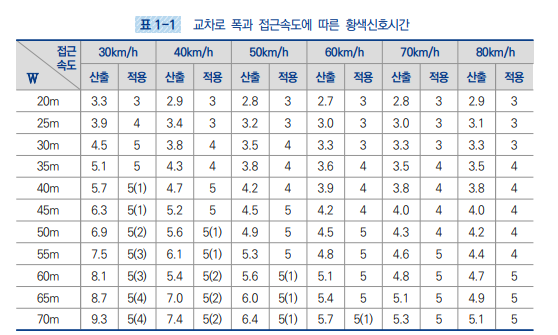 표 1-1 교차로 폭과 접근속도에 따른 황색신호시간
접근속도 W 30km/h 40km/h 50km/h 60km/h 70km/h 80km/h
산출 적용 산출 적용 산출 적용 산출 적용 산출 적용 산출 적용
20m 3.3 3 2.9 3 2.8 3 2.7 3 2.8 3 2.9 3
25m 3.9 4 3.4 3 3.2 3 3.0 3 3.0 3 3.1 3
30m 4.5 5 3.8 4 3.5 4 3.3 3 3.3 3 3.3 3
35m 5.1 5 4.3 4 3.8 4 3.6 4 3.5 4 3.5 4
40m 5.7 5(1) 4.7 5 4.2 4 3.9 4 3.8 4 3.8 4
45m 6.3 5(1) 5.2 5 4.5 5 4.2 4 4.0 4 4.0 4
50m 6.9 5(2) 5.6 5(1) 4.9 5 4.5 5 4.3 4 4.2 4
55m 7.5 5(3) 6.1 5(1) 5.3 5 4.8 5 4.6 5 4.4 4
60m 8.1 5(3) 5.4 5(2) 5.6 5(1) 5.1 5 4.8 5 4.7 5
65m 8.7 5(4) 7.0 5(2) 6.0 5(1) 5.4 5 5.1 5 4.9 5
70m 9.3 5(4) 7.4 5(2) 6.4 5(1) 5.7 5(1) 5.3 5 5.1 5